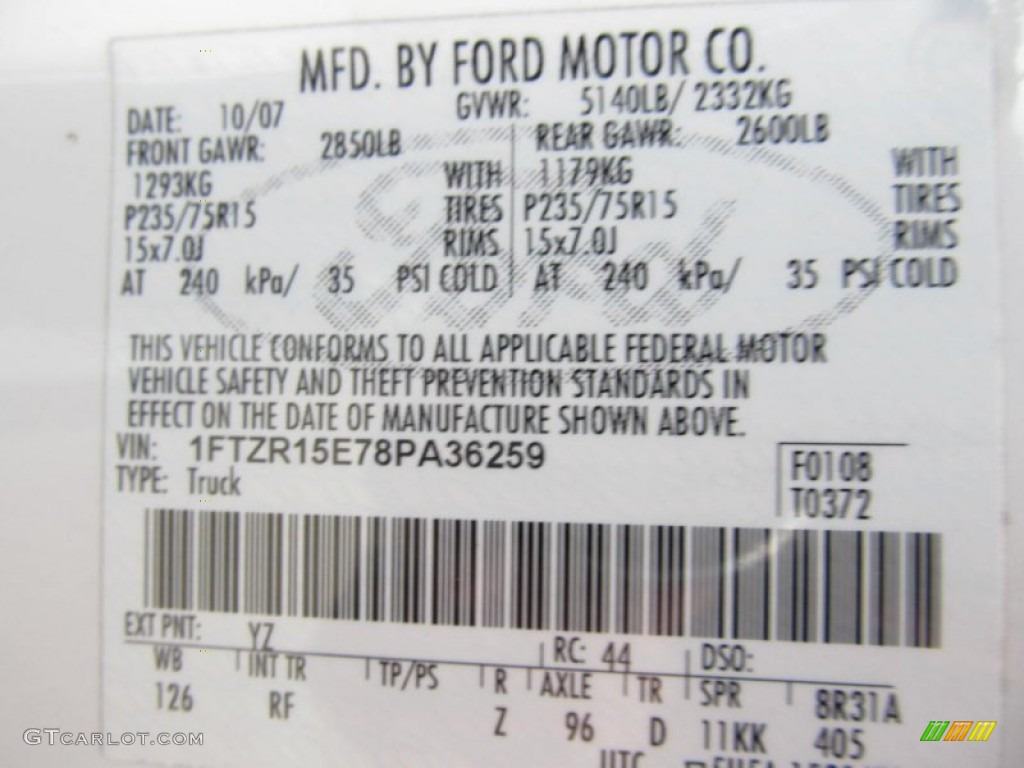 MFD. BY FORD MOTOR CO.
DATE: 10/07 GVWR: 5140LB/ 2332KG
FRONT GAWR: 2850LB REAR GAWR: 2600LB
1293KG WITH 1179KG WITH
P235/75R15 TIRES P235/75R15 TIRES
15x7.0J RIMS 15x7.0J RIMS
AT 240 kPa/ 35 PSI COLD AT 240 kPa/ 35 PSI COLD
THIS VEHICLE CONFORMS TO ALL APPLICABLE FEDERAL MOTOR
VEHICLE SAFETY AND THEFT PREVENTION STANDARDS IN
EFFECT ON THE DATE OF MANUFACTURE SHOWN ABOVE.
VIN: 1FTZR15E78PA36259
TYPE: Truck
F0108
T0372
EXT PNT: YZ RC: 44 DSO:
WB INT TR TP/PS R AXLE TR SPR 8R31A
126 RF Z 96 D 11KK 405
UTC
GTCARLOT.COM